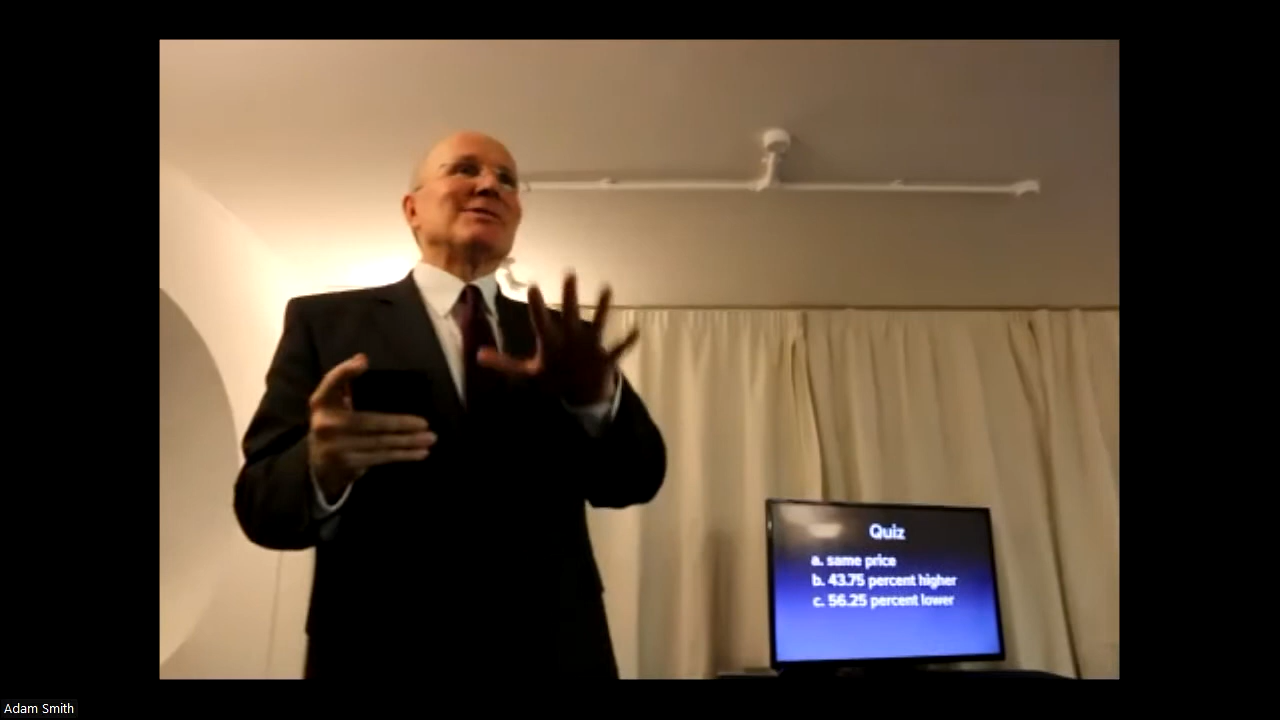 Quiz
a. same price
b. 43.75 percent higher
c. 56.25 percent lower
Adam Smith